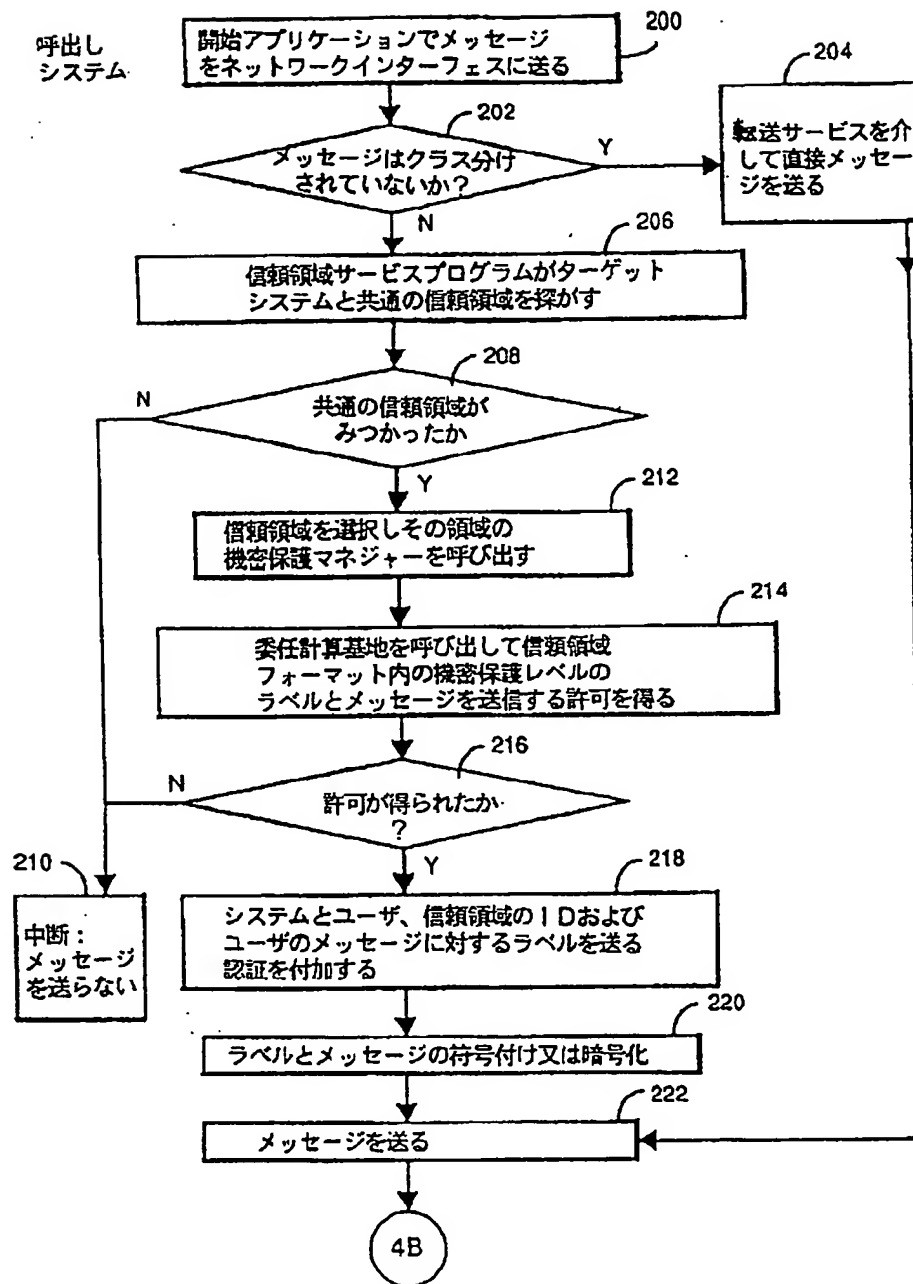 呼出し
システム
開始アプリケーションでメッセージ
をネットワークインターフェスに送る
200
202
メッセージはクラス分け
されていないか?
Y
N
204
転送サービスを介
して直接メッセー
ジを送る
206
信頼領域サービスプログラムがターゲット
システムと共通の信頼領域を探がす
208
共通の信頼領域が
みつかったか
N
Y
212
信頼領域を選択しその領域の
機密保護マネジャーを呼び出す
214
委任計算基地を呼び出して信頼領域
フォーマット内の機密保護レベルの
ラベルとメッセージを送信する許可を得る
216
許可が得られたか
?
N
Y
210
中断:
メッセージ
を送らない
218
システムとユーザ、信頼領域のIDおよび
ユーザのメッセージに対するラベルを送る
認証を付加する
220
ラベルとメッセージの符号付け又は暗号化
222
メッセージを送る
4B